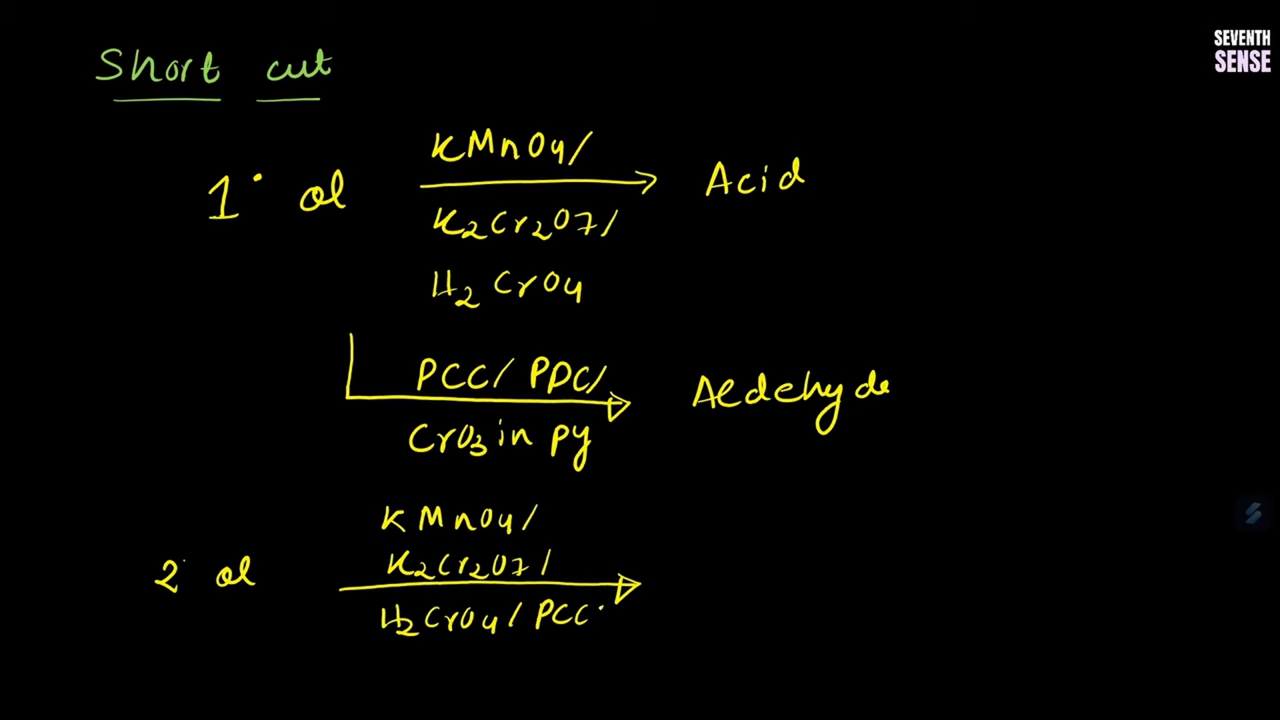 SEVENTH
SENSE
Short cut
KMnO4/
1° ol
Acid
K2Cr2O7/
H2CrO4
PCC/ PDC/
Aldehyde
CrO3 in py
KMnO4/
K2Cr2O7/
2° ol
H2CrO4/ PCC.